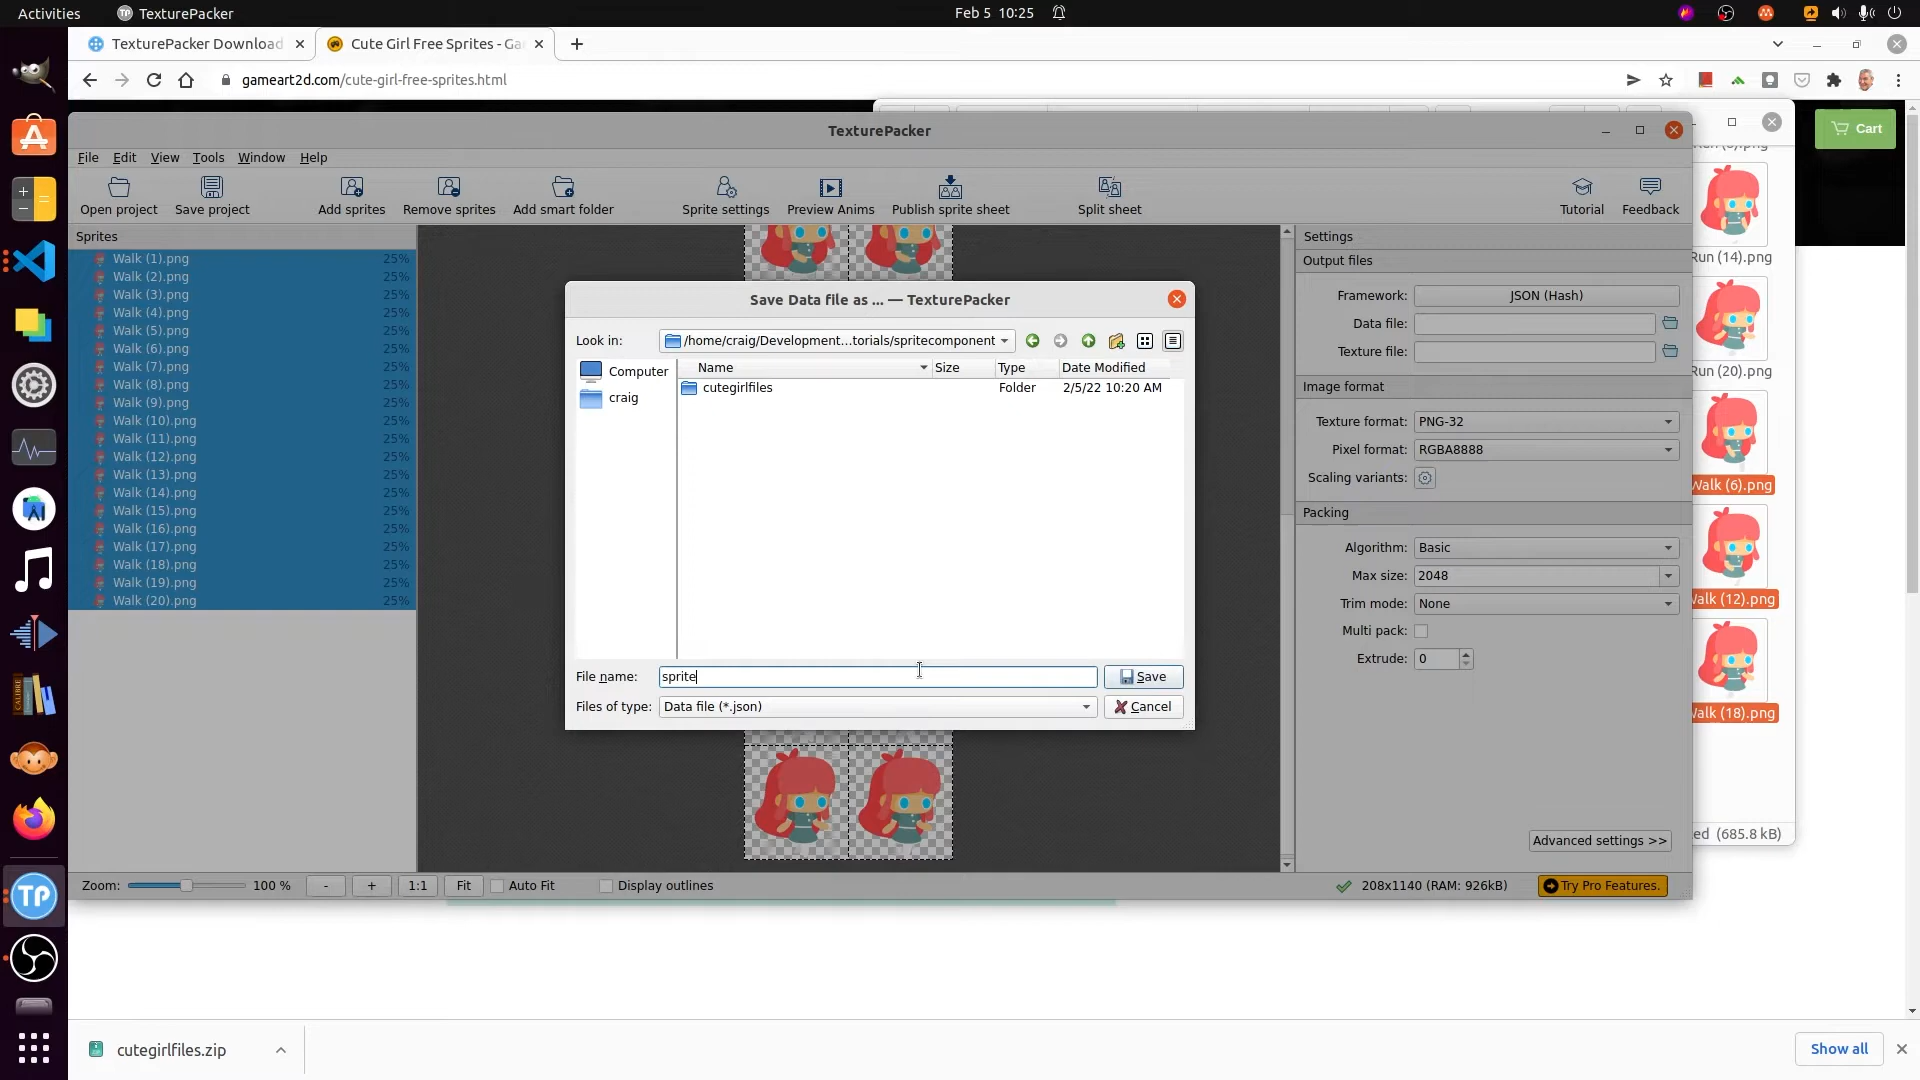 Activities
TexturePacker
Feb 5 10:25
TexturePacker Download
Cute Girl Free Sprites - Ga
gameart2d.com/cute-girl-free-sprites.html
Cart
TexturePacker
File Edit View Tools Window Help
Open project
Save project
Add sprites
Remove sprites
Add smart folder
Sprite settings
Preview Anims
Publish sprite sheet
Split sheet
Tutorial
Feedback
Sprites
Walk (1).png 25%
Walk (2).png 25%
Walk (3).png 25%
Walk (4).png 25%
Walk (5).png 25%
Walk (6).png 25%
Walk (7).png 25%
Walk (8).png 25%
Walk (9).png 25%
Walk (10).png 25%
Walk (11).png 25%
Walk (12).png 25%
Walk (13).png 25%
Walk (14).png 25%
Walk (15).png 25%
Walk (16).png 25%
Walk (17).png 25%
Walk (18).png 25%
Walk (19).png 25%
Walk (20).png 25%
Save Data file as ... — TexturePacker
Look in: /home/craig/Development...torials/spritecomponent
Computer
craig
Name Size Type Date Modified
cutegirlfiles Folder 2/5/22 10:20 AM
File name: sprite
Save
Files of type: Data file (*.json)
Cancel
Settings
Output files
Framework: JSON (Hash)
Data file:
Texture file:
Image format
Texture format: PNG-32
Pixel format: RGBA8888
Scaling variants:
Packing
Algorithm: Basic
Max size: 2048
Trim mode: None
Multi pack:
Extrude: 0
Advanced settings >>
Run (14).png
Run (20).png
Walk (6).png
Walk (12).png
Walk (18).png
ed (685.8 kB)
Zoom: 100 % - + 1:1 Fit Auto Fit Display outlines
208x1140 (RAM: 926kB)
Try Pro Features.
TP
cutegirlfiles.zip
Show all